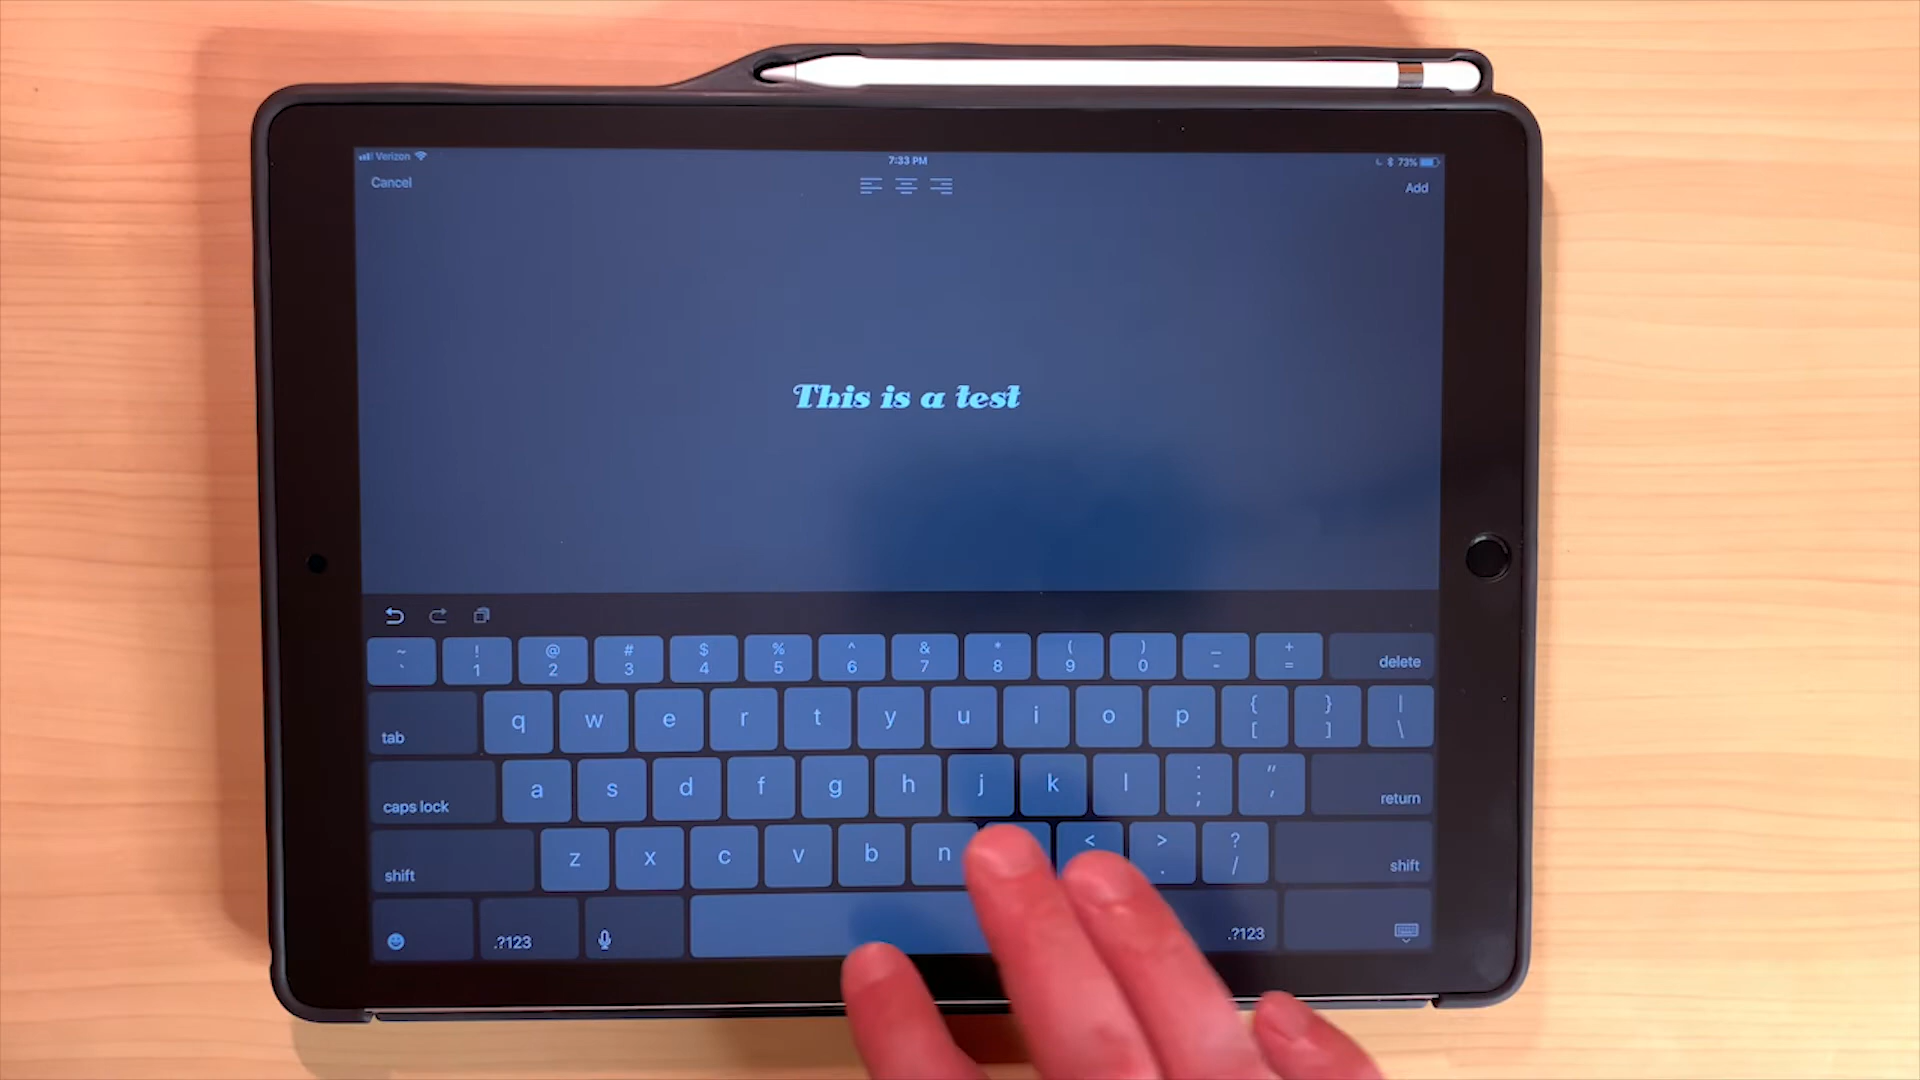 Verizon 7:33 PM 73%
Cancel Add
This is a test
~ ! @ # $ % ^ & * ( ) _ +
` 1 2 3 4 5 6 7 8 9 0 - = delete
tab q w e r t y u i o p { [ } ] | \
caps lock a s d f g h j k l : ; " ' return
shift z x c v b n < > . ? / shift
.?123 .?123